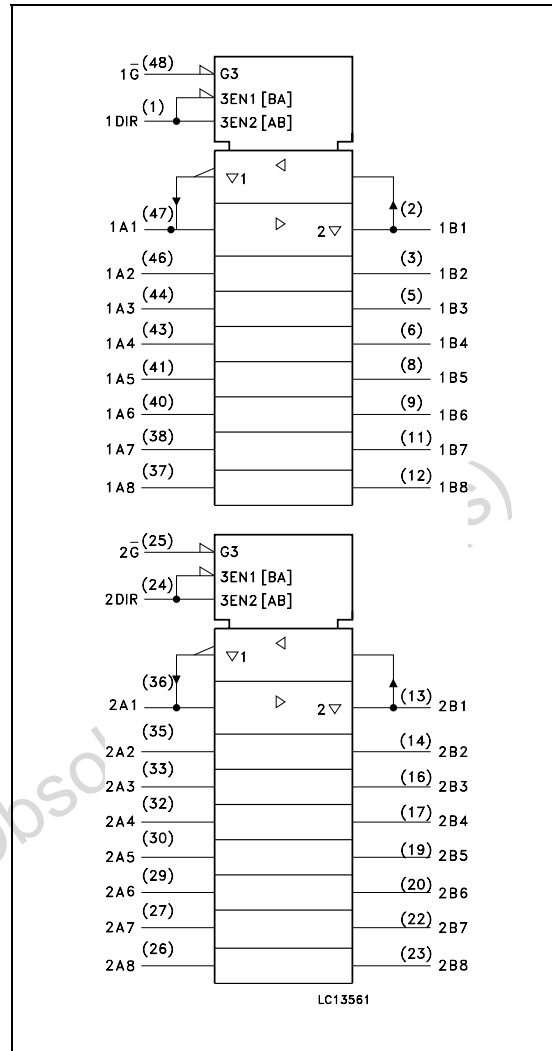 1G̅ (48) G3
3EN1 [BA]
1DIR (1) 3EN2 [AB]
▽1 ◁
1A1 (47) ▷ 2▽ (2) 1B1
1A2 (46) (3) 1B2
1A3 (44) (5) 1B3
1A4 (43) (6) 1B4
1A5 (41) (8) 1B5
1A6 (40) (9) 1B6
1A7 (38) (11) 1B7
1A8 (37) (12) 1B8
2G̅ (25) G3
3EN1 [BA]
2DIR (24) 3EN2 [AB]
▽1 ◁
2A1 (36) ▷ 2▽ (13) 2B1
2A2 (35) (14) 2B2
2A3 (33) (16) 2B3
2A4 (32) (17) 2B4
2A5 (30) (19) 2B5
2A6 (29) (20) 2B6
2A7 (27) (22) 2B7
2A8 (26) (23) 2B8
LC13561